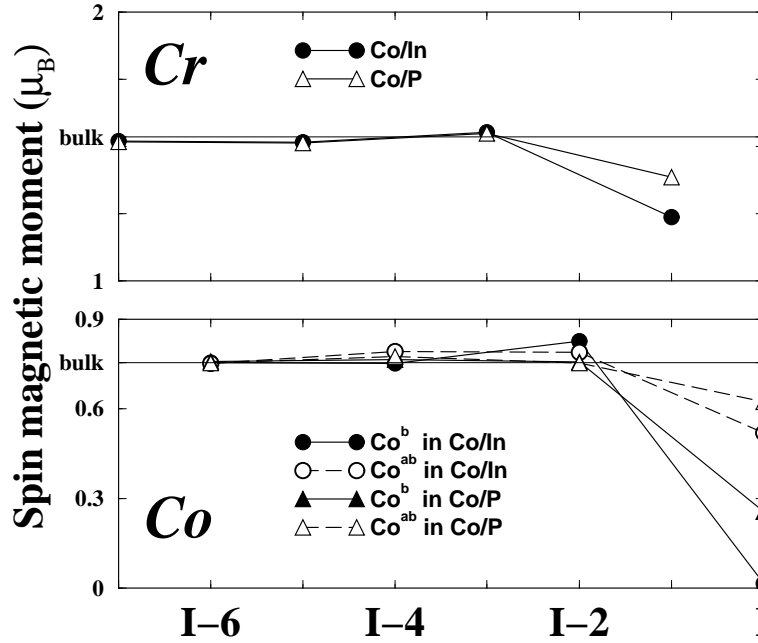 Spin magnetic moment (μ_B)
2
Cr
Co/In
Co/P
bulk
1
0.9
bulk
0.6
Co^b in Co/In
Co^ab in Co/In
0.3
Co^b in Co/P
Co^ab in Co/P
Co
0
I−6 I−4 I−2 I